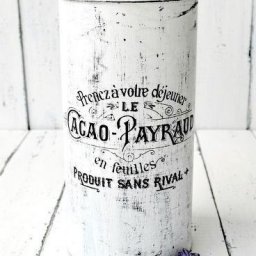 Prenez à votre déjeuner
LE
CACAO-PAYRAUD
en feuilles
PRODUIT SANS RIVAL